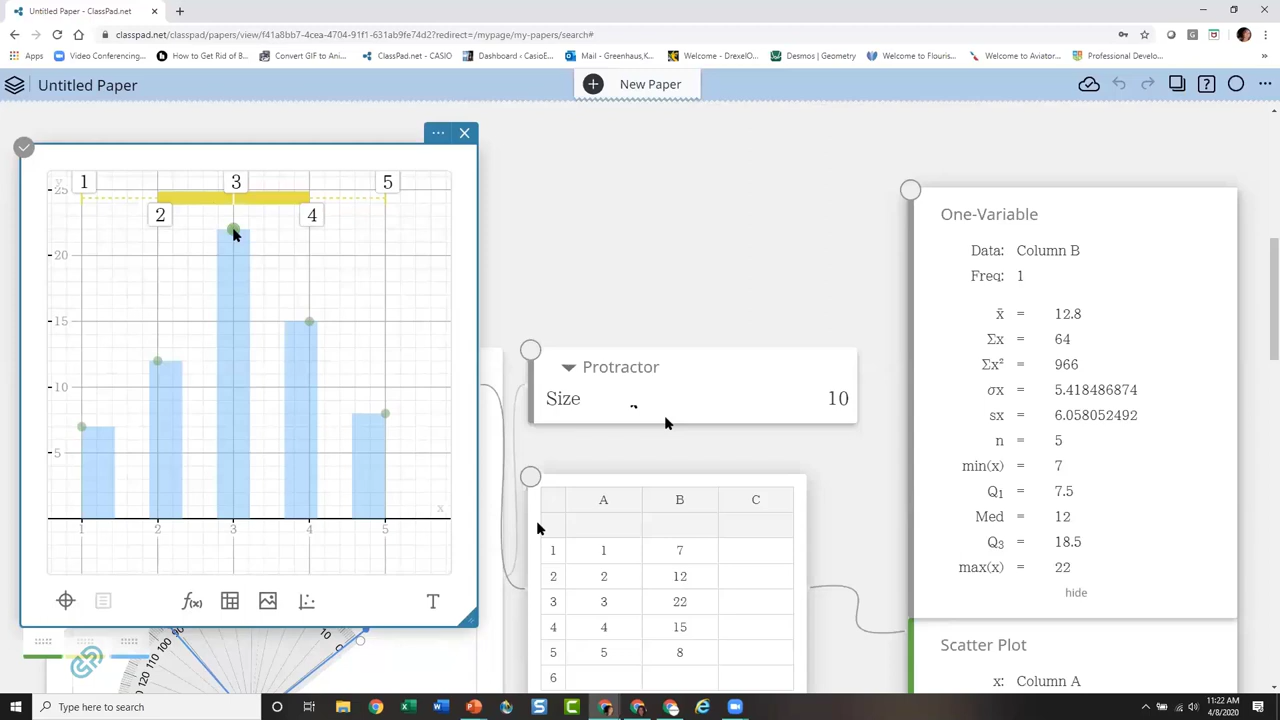 Untitled Paper - ClassPad.net
classpad.net/classpad/papers/view/f41a8bb7-4cea-4704-91f1-631ab9fe74d2?redirect=/mypage/my-papers/search#
Apps Video Conferencing... How to Get Rid of B... Convert GIF to Ani... ClassPad.net - CASIO Dashboard - CasioE... Mail - Greenhaus,K... Welcome - DrexelO... Desmos | Geometry Welcome to Flouris... Welcome to Aviator... Professional Develo...
Untitled Paper
New Paper
y
25
20
15
10
5
1
3
5
2
4
x
1 2 3 4 5
f(x)
T
90
100
110
120
10
0
Protractor
Size 10
A B C
1 1 7
2 2 12
3 3 22
4 4 15
5 5 8
6
One-Variable
Data: Column B
Freq: 1
x̄ = 12.8
Σx = 64
Σx² = 966
σx = 5.418486874
sx = 6.058052492
n = 5
min(x) = 7
Q₁ = 7.5
Med = 12
Q₃ = 18.5
max(x) = 22
hide
Scatter Plot
x: Column A
Type here to search
11:22 AM
4/8/2020